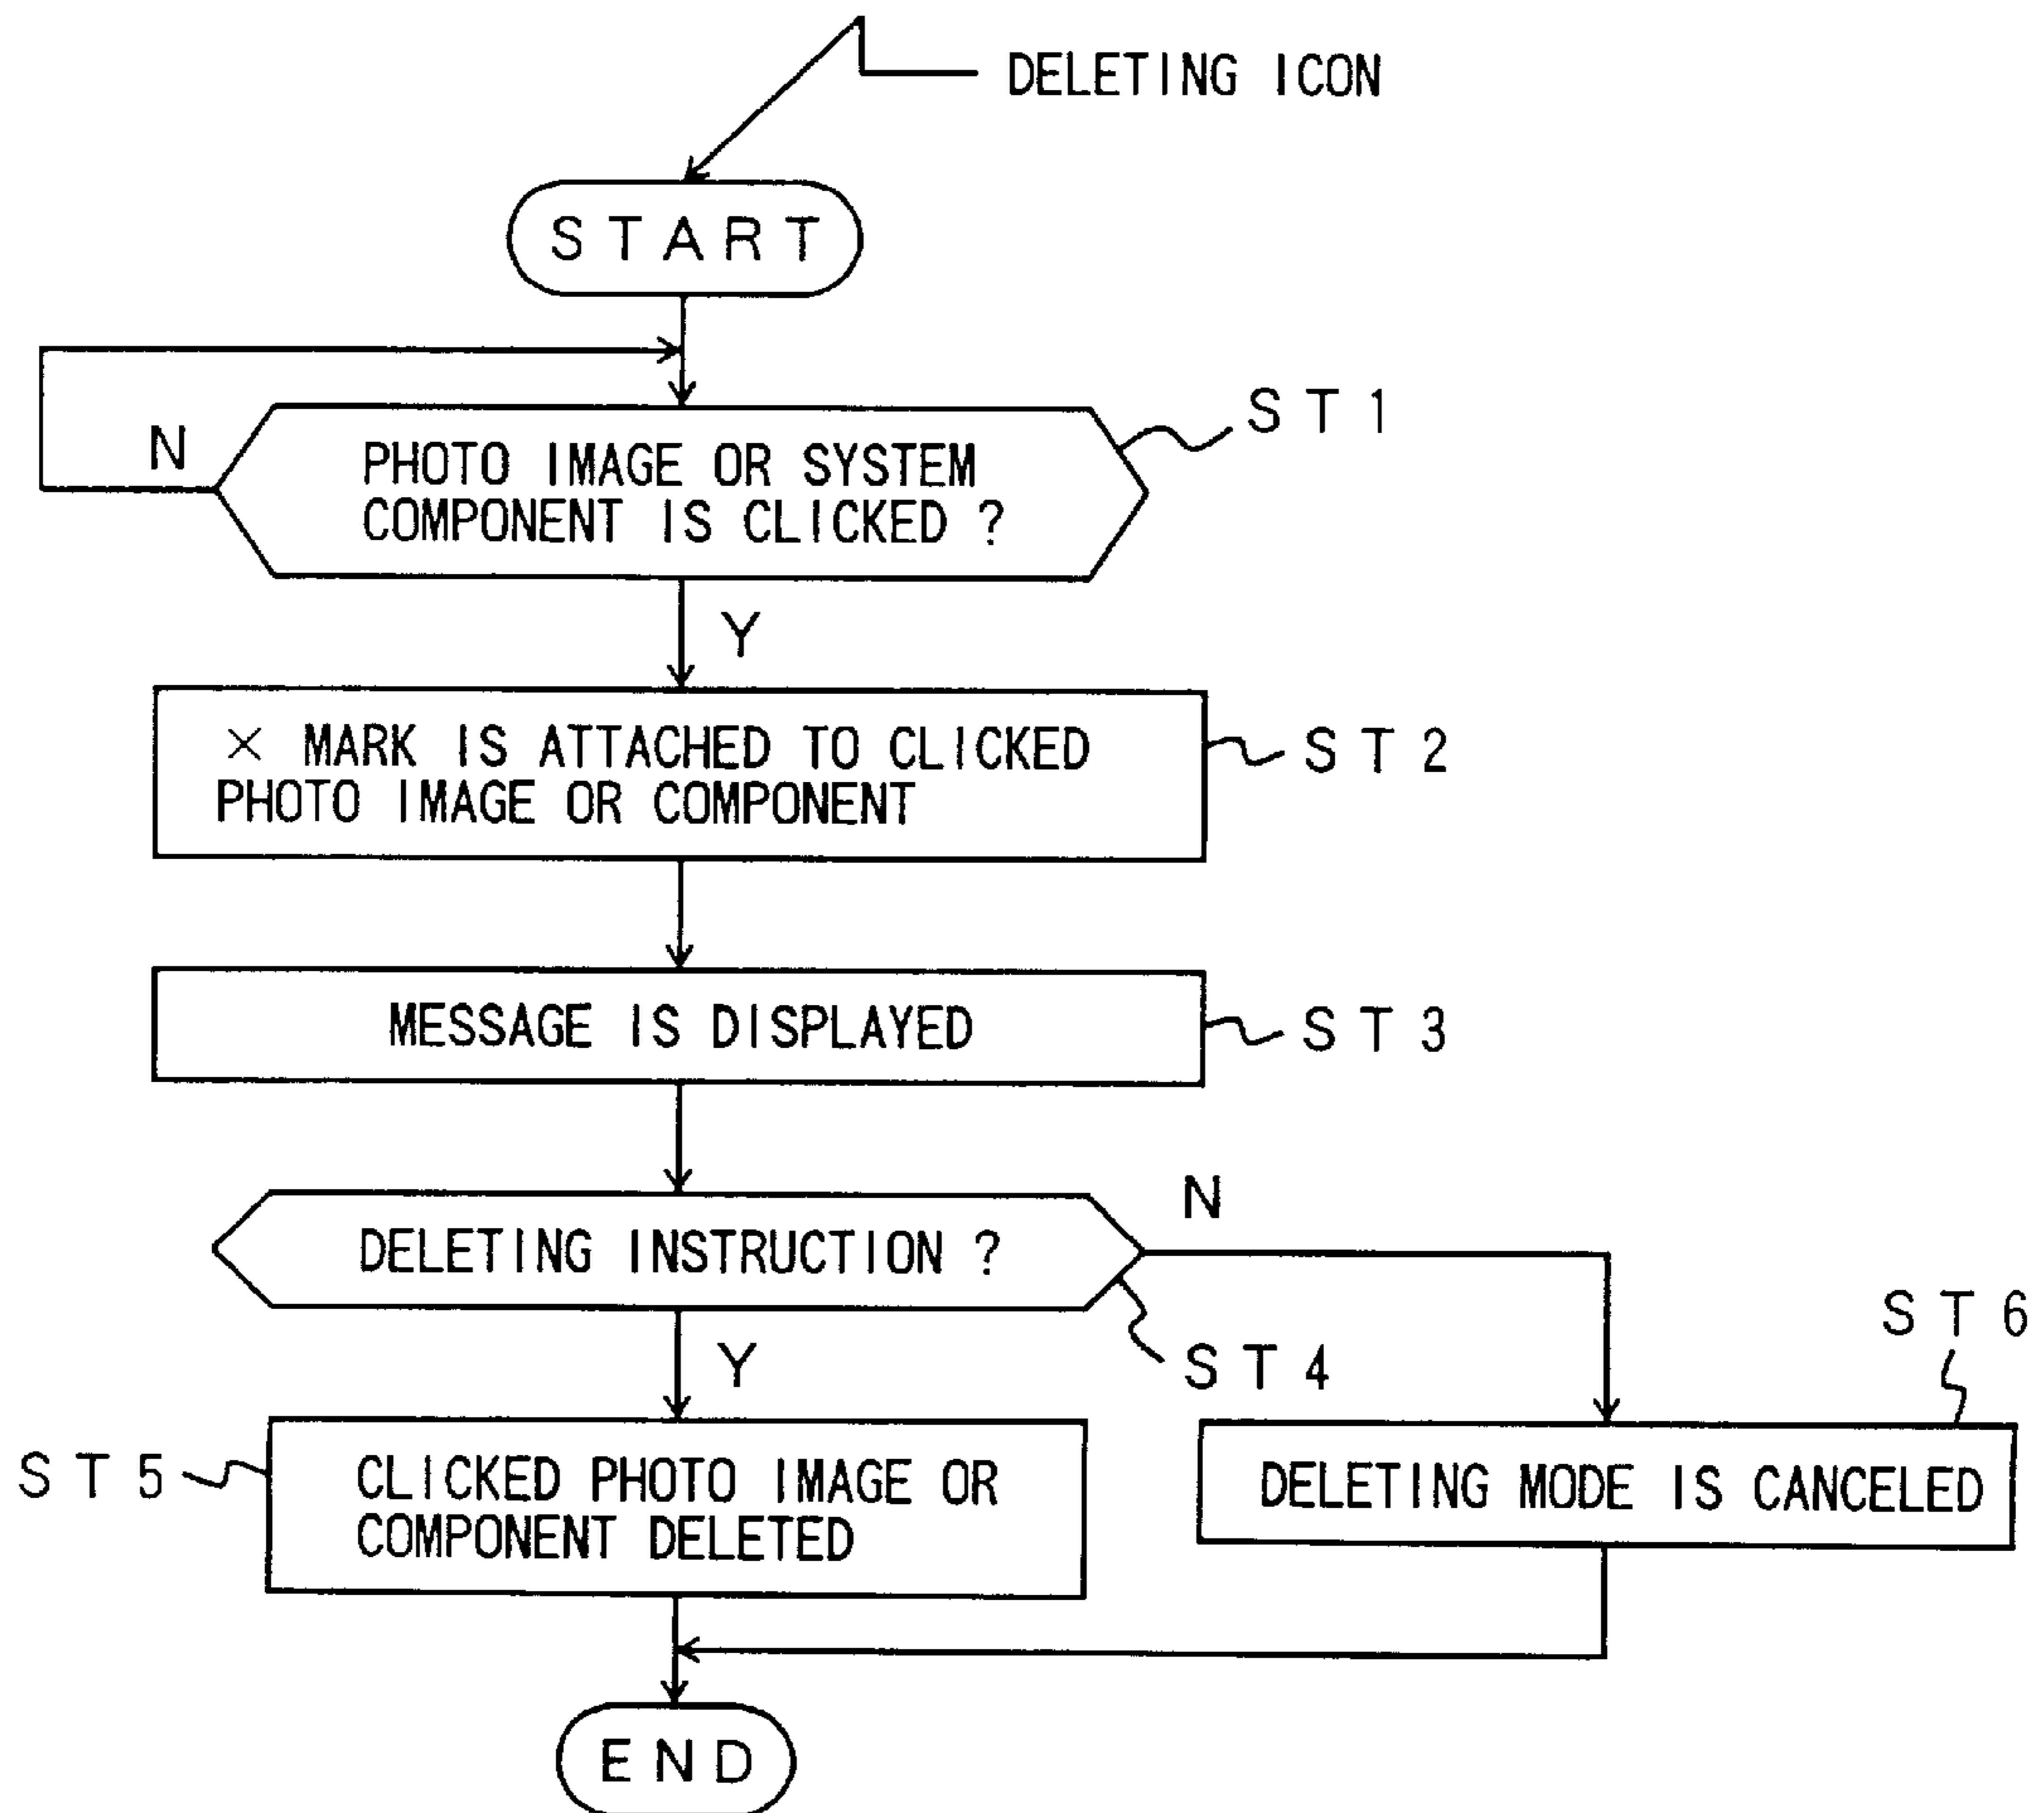 DELETING ICON
START
N
PHOTO IMAGE OR SYSTEM
COMPONENT IS CLICKED ?
ST1
Y
× MARK IS ATTACHED TO CLICKED
PHOTO IMAGE OR COMPONENT
ST2
MESSAGE IS DISPLAYED
ST3
DELETING INSTRUCTION ?
N
ST4
Y
ST6
ST5
CLICKED PHOTO IMAGE OR
COMPONENT DELETED
DELETING MODE IS CANCELED
END